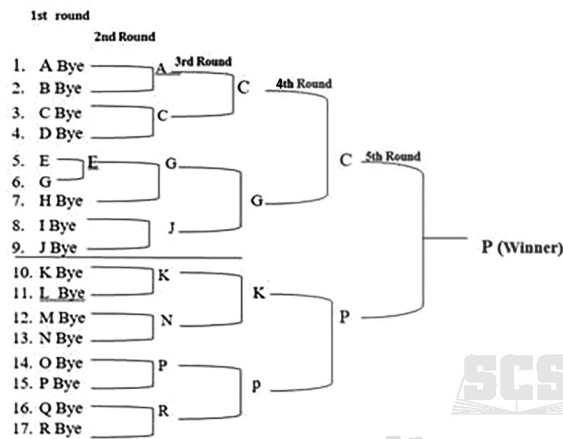 1st round
2nd Round
3rd Round
4th Round
5th Round
1. A Bye
2. B Bye
3. C Bye
4. D Bye
5. E
6. G
7. H Bye
8. I Bye
9. J Bye
10. K Bye
11. L Bye
12. M Bye
13. N Bye
14. O Bye
15. P Bye
16. Q Bye
17. R Bye
A
C
E
G
J
K
N
P
R
C
G
K
P
C
P
P (Winner)
SCS